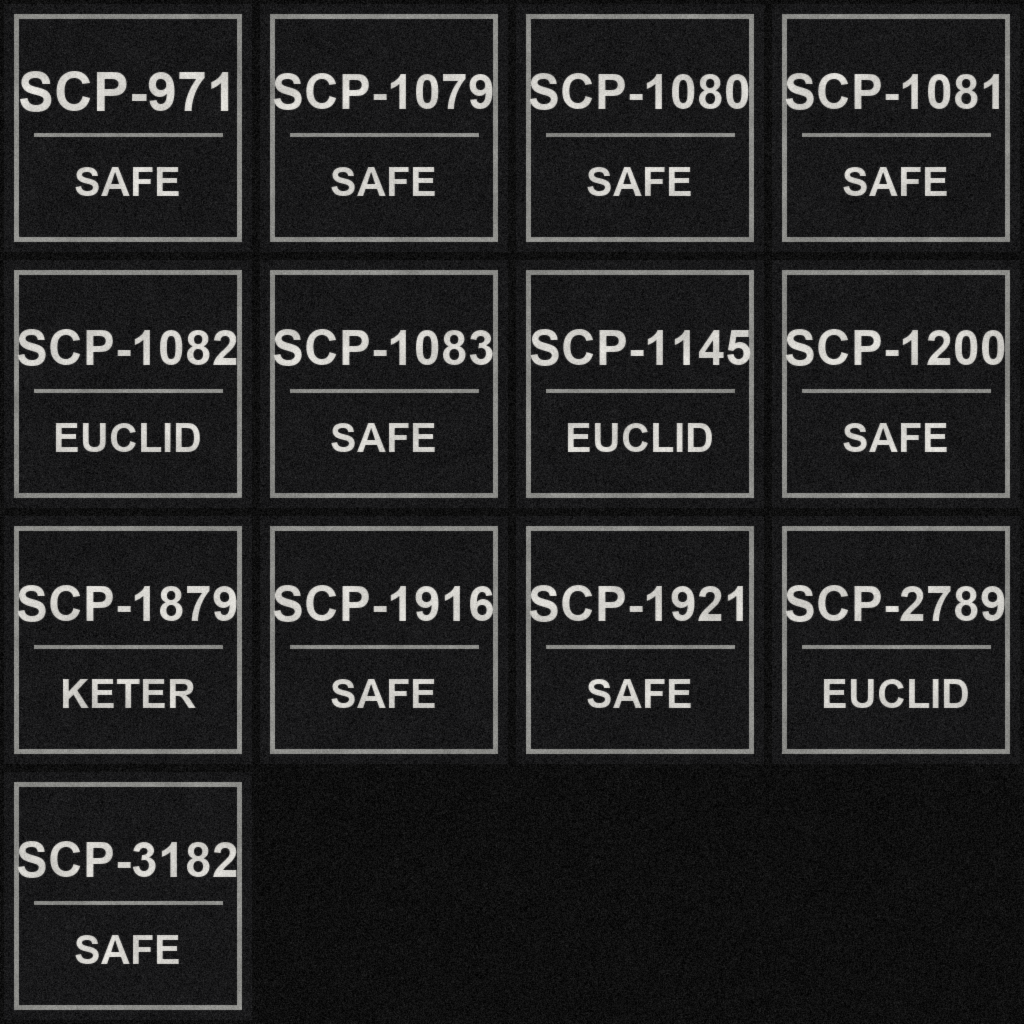 SCP-971
SAFE
SCP-1079
SAFE
SCP-1080
SAFE
SCP-1081
SAFE
SCP-1082
EUCLID
SCP-1083
SAFE
SCP-1145
EUCLID
SCP-1200
SAFE
SCP-1879
KETER
SCP-1916
SAFE
SCP-1921
SAFE
SCP-2789
EUCLID
SCP-3182
SAFE